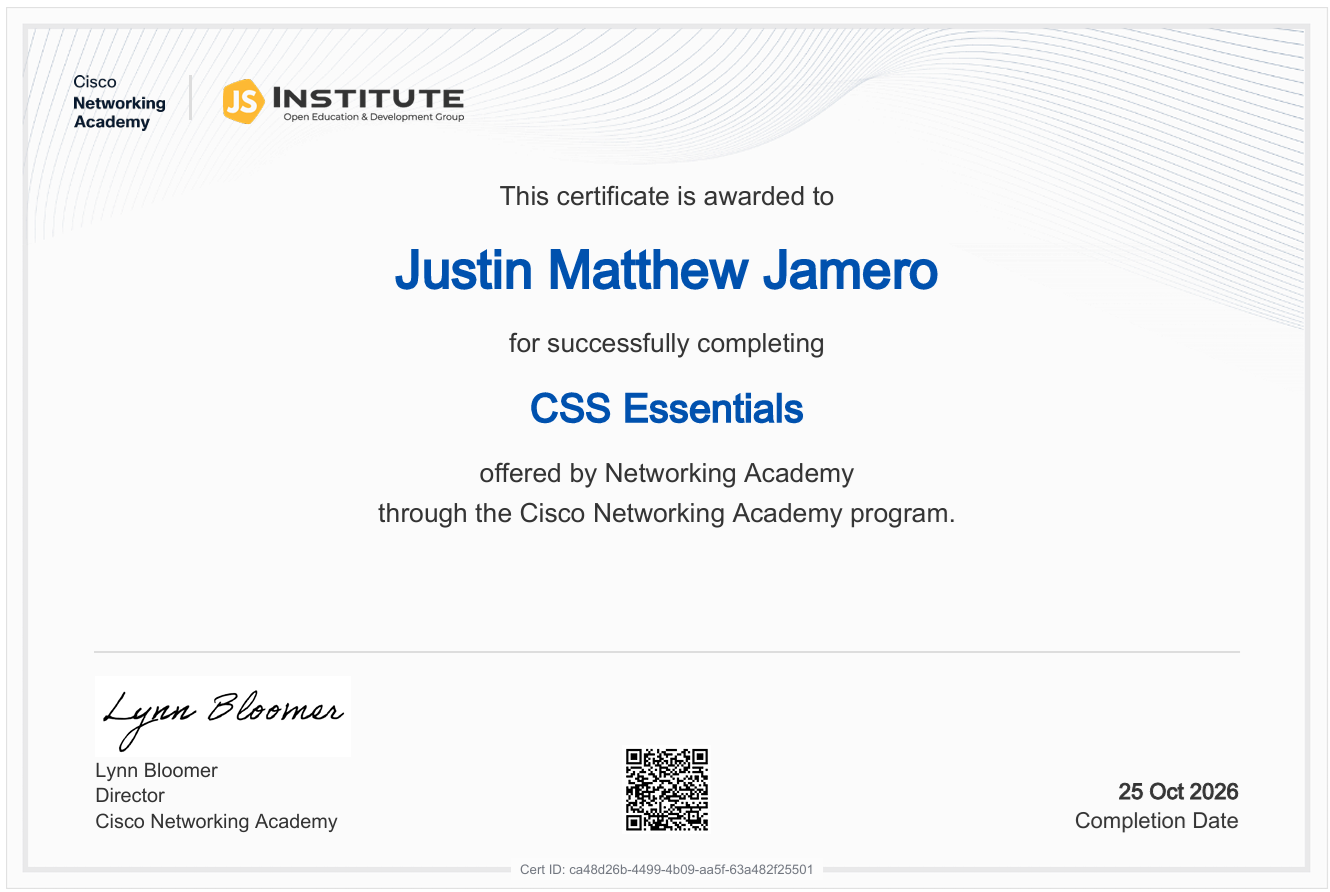 Cisco
Networking
Academy
JS INSTITUTE
Open Education & Development Group
This certificate is awarded to
Justin Matthew Jamero
for successfully completing
CSS Essentials
offered by Networking Academy
through the Cisco Networking Academy program.
Lynn Bloomer
Lynn Bloomer
Director
Cisco Networking Academy
25 Oct 2026
Completion Date
Cert ID: ca48d26b-4499-4b09-aa5f-63a482f25501